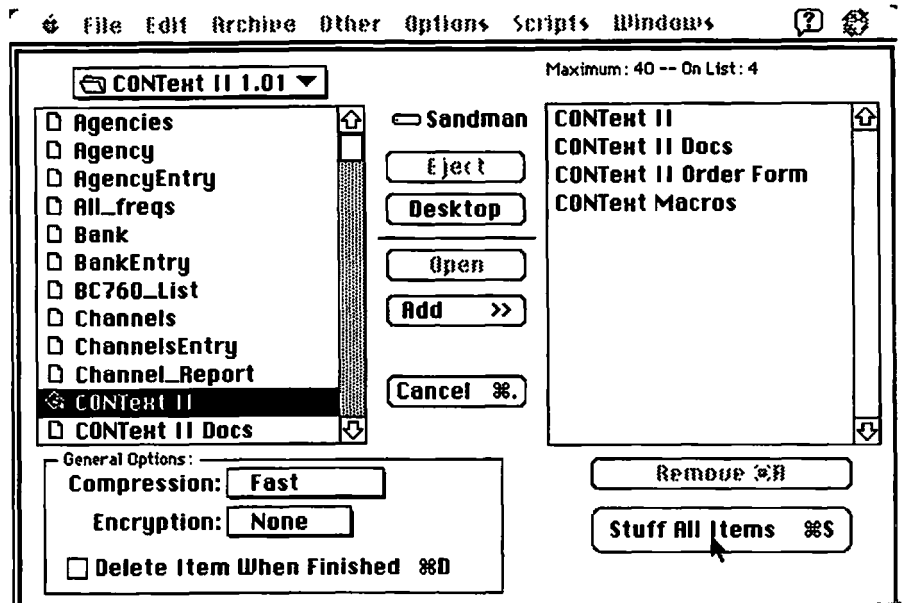 File Edit Archive Other Options Scripts Windows
CONText II 1.01
Maximum: 40 -- On List: 4
Agencies
Agency
AgencyEntry
All_freqs
Bank
BankEntry
BC760_List
Channels
ChannelsEntry
Channel_Report
CONText II
CONText II Docs
Sandman
Eject
Desktop
Open
Add >>
Cancel ⌘.
CONText II
CONText II Docs
CONText II Order Form
CONText Macros
General Options:
Compression: Fast
Encryption: None
Delete Item When Finished ⌘D
Remove ⌘R
Stuff All Items ⌘S